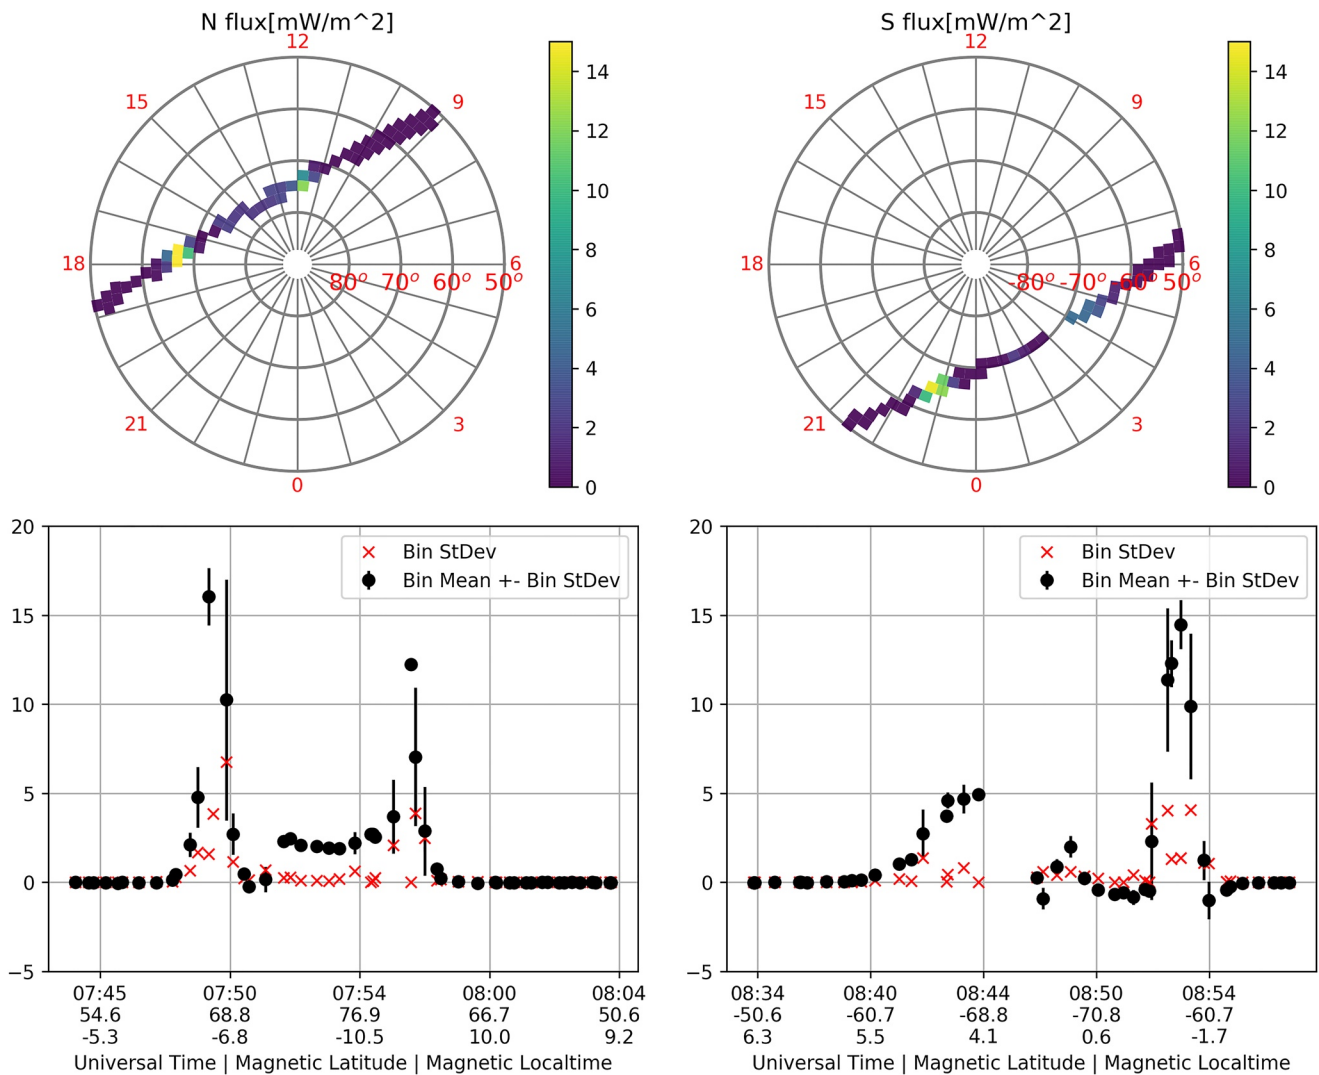 N flux[mW/m^2]
12
15
9
18
6
80° 70° 60° 50°
21
3
0
14
12
10
8
6
4
2
0
S flux[mW/m^2]
12
15
9
18
6
-80° -70° -60° 50°
21
3
0
14
12
10
8
6
4
2
0
20
15
10
5
0
−5
Bin StDev
Bin Mean +- Bin StDev
07:45 07:50 07:54 08:00 08:04
54.6 68.8 76.9 66.7 50.6
-5.3 -6.8 -10.5 10.0 9.2
Universal Time | Magnetic Latitude | Magnetic Localtime
20
15
10
5
0
−5
Bin StDev
Bin Mean +- Bin StDev
08:34 08:40 08:44 08:50 08:54
-50.6 -60.7 -68.8 -70.8 -60.7
6.3 5.5 4.1 0.6 -1.7
Universal Time | Magnetic Latitude | Magnetic Localtime